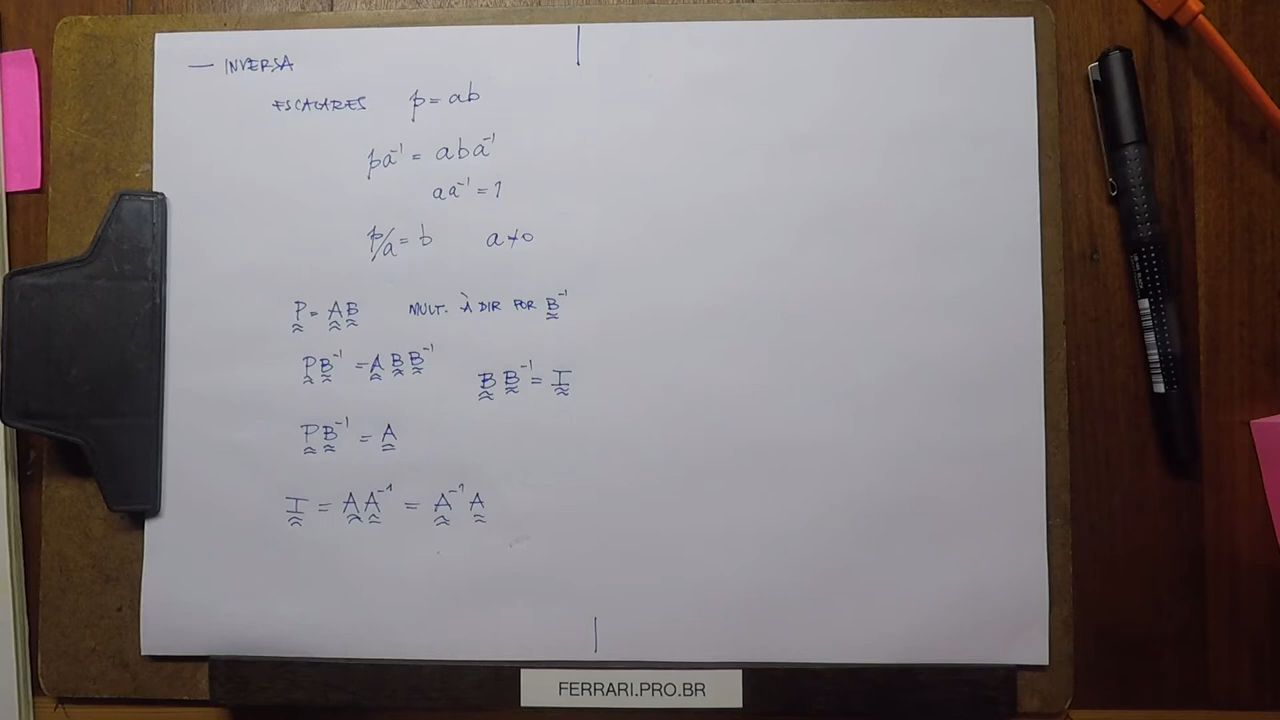 — INVERSA
ESCALARES p = ab
pa⁻¹ = aba⁻¹
aa⁻¹ = 1
p/a = b a≠0
P = AB MULT. À DIR POR B⁻¹
PB⁻¹ = ABB⁻¹
BB⁻¹ = I
PB⁻¹ = A
I = AA⁻¹ = A⁻¹A
FERRARI.PRO.BR